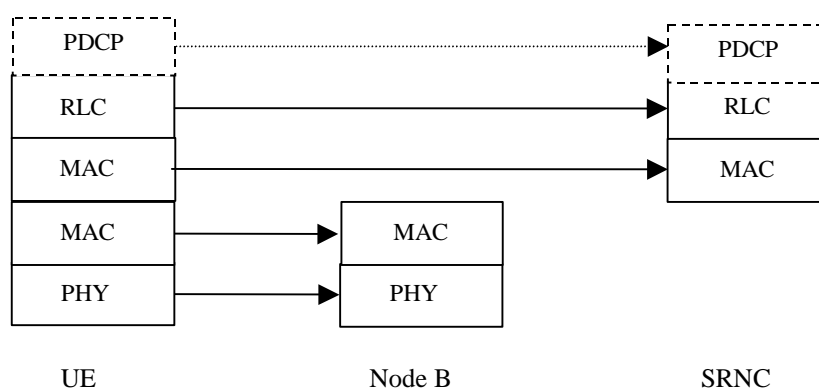 PDCP PDCP
RLC RLC
MAC MAC
MAC MAC
PHY PHY
UE Node B SRNC